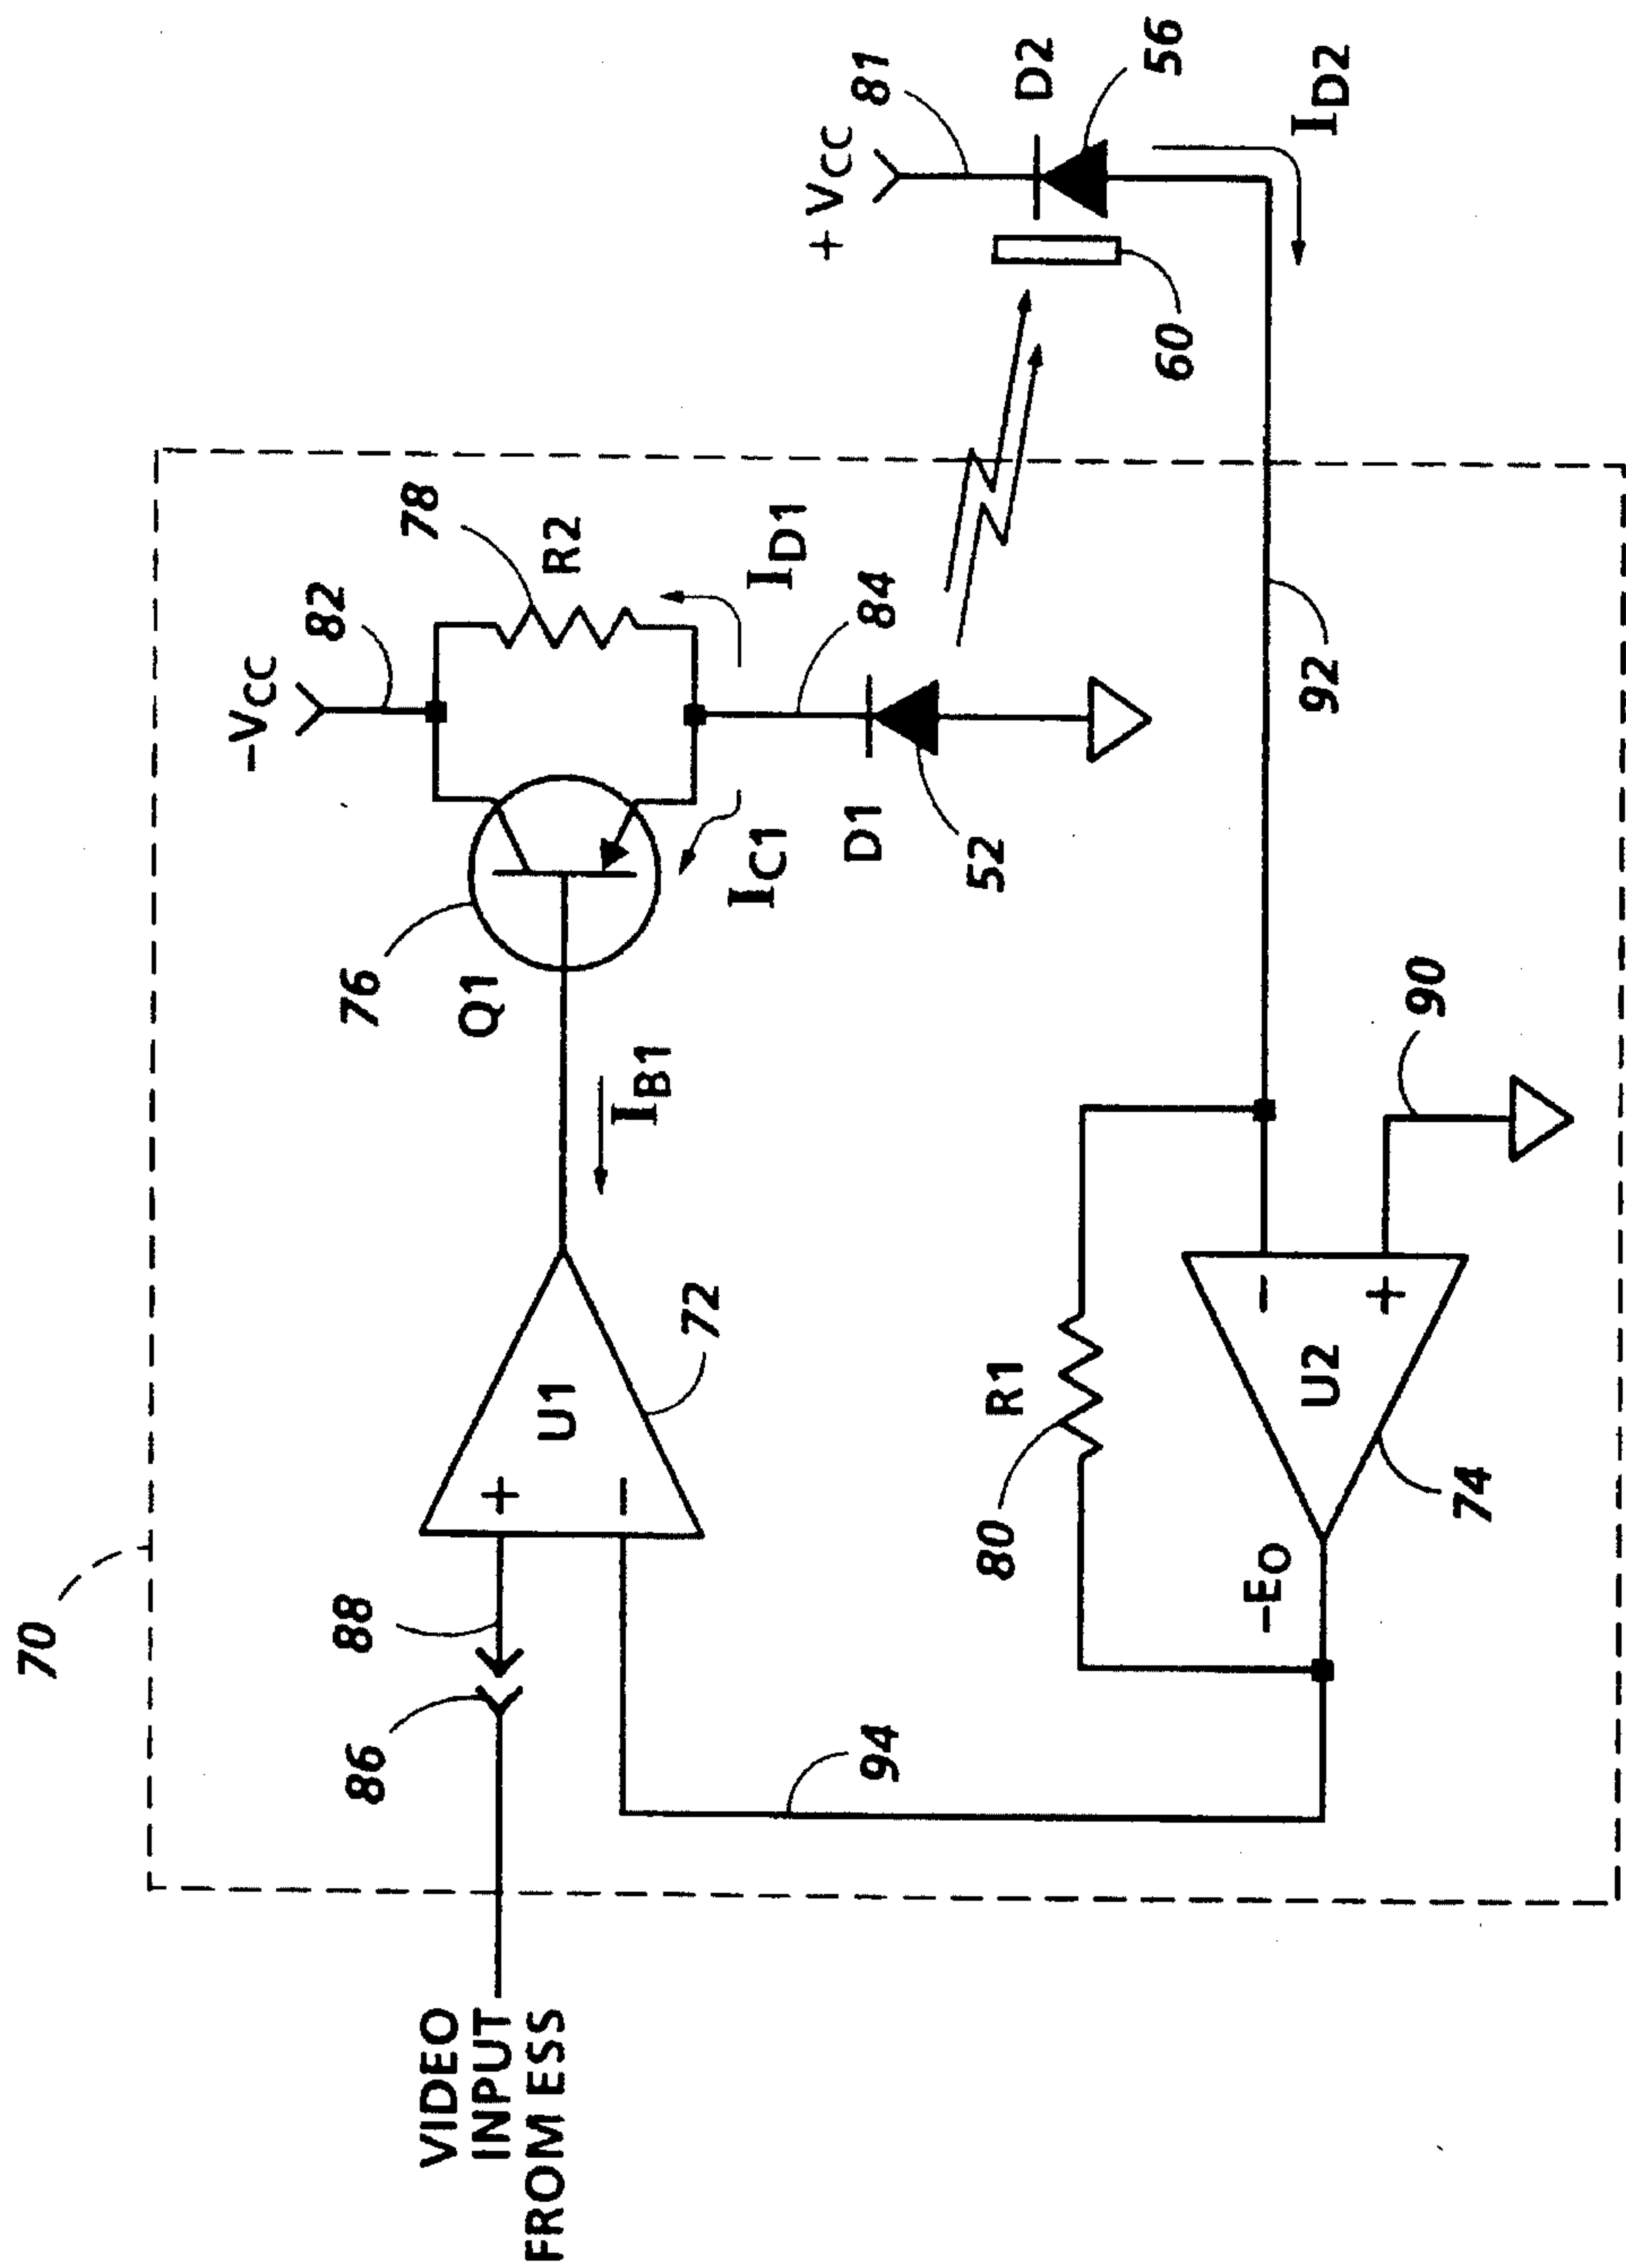 70
VIDEO
INPUT
FROM ESS
86
88
+
−
U1
72
94
IB1
Q1
76
−VCC
82
78
R2
ID1
IC1
84
D1
52
+ VCC
81
D2
56
60
ID2
92
R1
80
−EO
−
+
U2
74
90